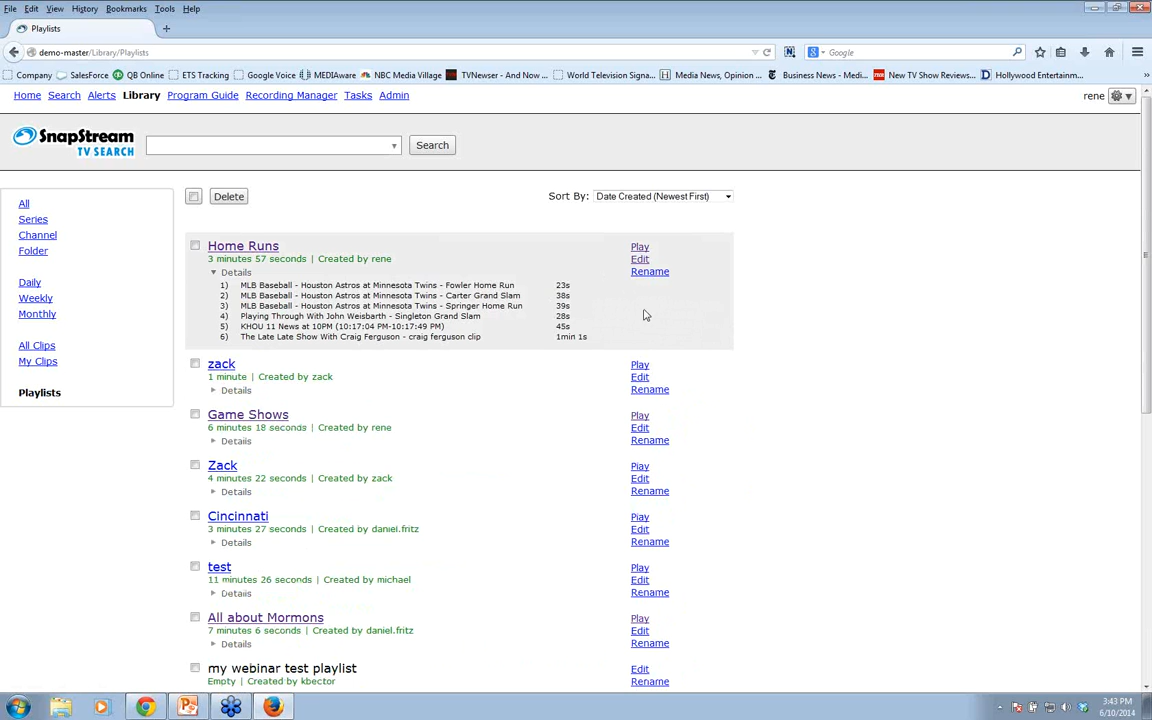 File Edit View History Bookmarks Tools Help
Playlists
demo-master/Library/Playlists
Google
Company SalesForce QB Online ETS Tracking Google Voice MEDIAware NBC Media Village TVNewser - And Now ... World Television Signa... Media News, Opinion ... Business News - Medi... New TV Show Reviews... Hollywood Entertainm...
Home Search Alerts Library Program Guide Recording Manager Tasks Admin
rene
SnapStream
TV SEARCH
Search
All
Series
Channel
Folder
Daily
Weekly
Monthly
All Clips
My Clips
Playlists
Delete
Sort By: Date Created (Newest First)
Home Runs Play
3 minutes 57 seconds | Created by rene Edit
Details Rename
1) MLB Baseball - Houston Astros at Minnesota Twins - Fowler Home Run 23s
2) MLB Baseball - Houston Astros at Minnesota Twins - Carter Grand Slam 38s
3) MLB Baseball - Houston Astros at Minnesota Twins - Springer Home Run 39s
4) Playing Through With John Weisbarth - Singleton Grand Slam 28s
5) KHOU 11 News at 10PM (10:17:04 PM-10:17:49 PM) 45s
6) The Late Late Show With Craig Ferguson - craig ferguson clip 1min 1s
zack Play
1 minute | Created by zack Edit
Details Rename
Game Shows Play
6 minutes 18 seconds | Created by rene Edit
Details Rename
Zack Play
4 minutes 22 seconds | Created by zack Edit
Details Rename
Cincinnati Play
3 minutes 27 seconds | Created by daniel.fritz Edit
Details Rename
test Play
11 minutes 26 seconds | Created by michael Edit
Details Rename
All about Mormons Play
7 minutes 6 seconds | Created by daniel.fritz Edit
Details Rename
my webinar test playlist Edit
Empty | Created by kbector Rename
3:43 PM
6/10/2014